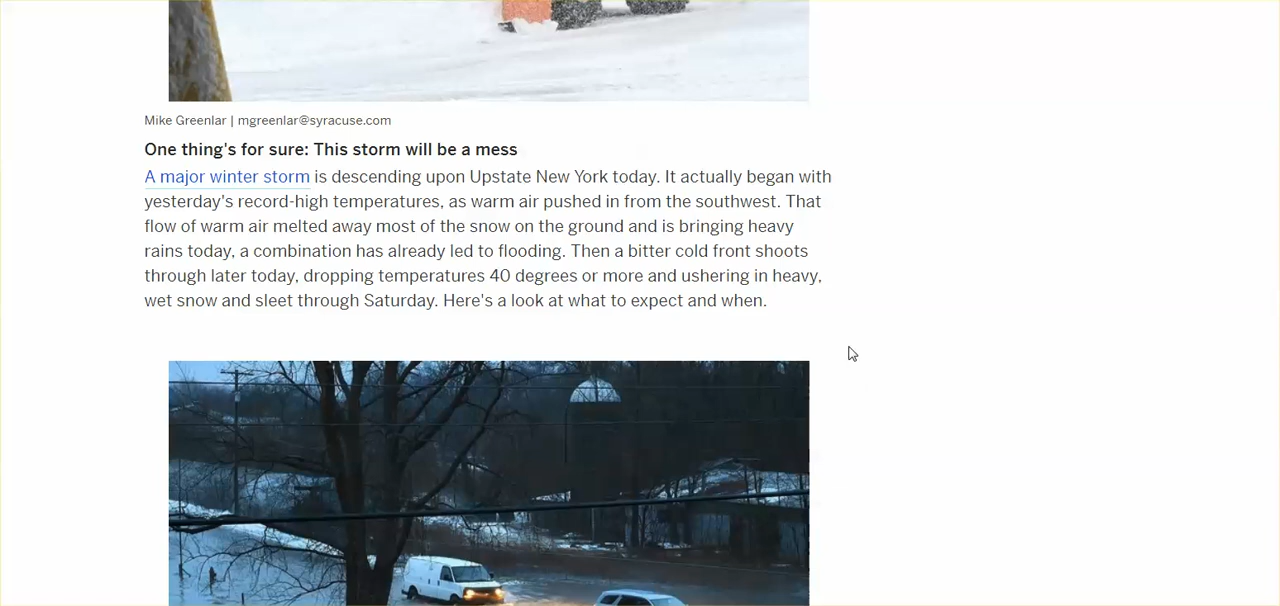 Mike Greenlar | mgreenlar@syracuse.com
One thing's for sure: This storm will be a mess
A major winter storm is descending upon Upstate New York today. It actually began with
yesterday's record-high temperatures, as warm air pushed in from the southwest. That
flow of warm air melted away most of the snow on the ground and is bringing heavy
rains today, a combination has already led to flooding. Then a bitter cold front shoots
through later today, dropping temperatures 40 degrees or more and ushering in heavy,
wet snow and sleet through Saturday. Here's a look at what to expect and when.